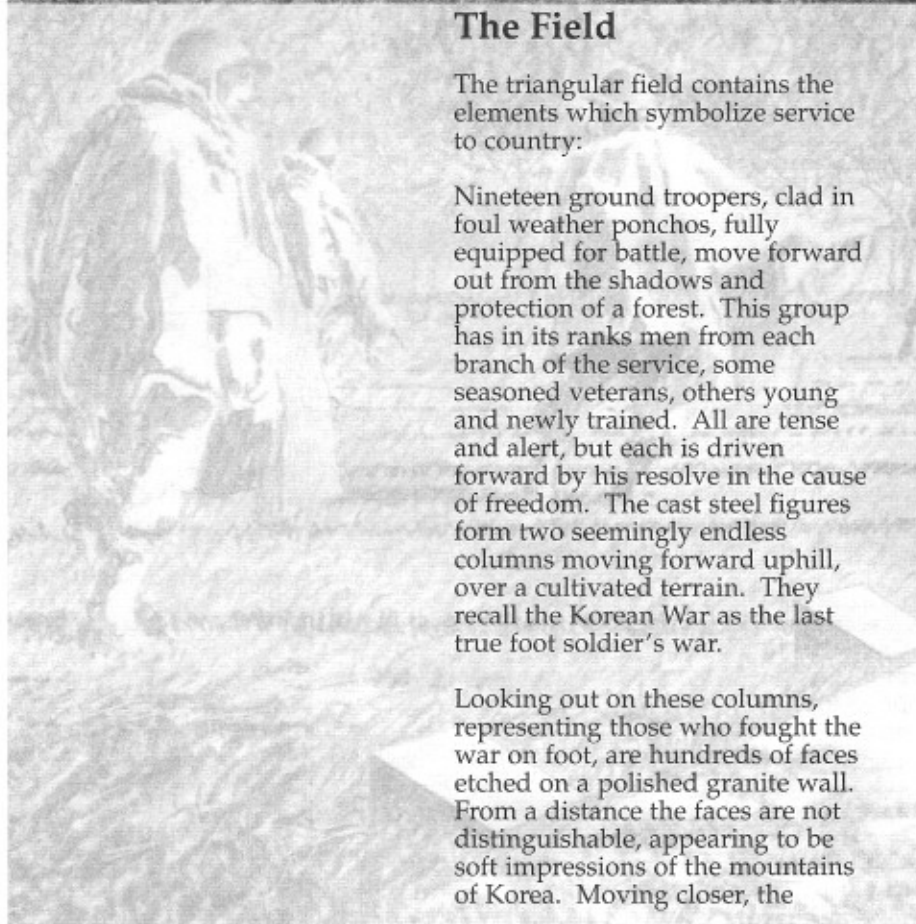 The Field
The triangular field contains the
elements which symbolize service
to country:
Nineteen ground troopers, clad in
foul weather ponchos, fully
equipped for battle, move forward
out from the shadows and
protection of a forest.  This group
has in its ranks men from each
branch of the service, some
seasoned veterans, others young
and newly trained.  All are tense
and alert, but each is driven
forward by his resolve in the cause
of freedom.  The cast steel figures
form two seemingly endless
columns moving forward uphill,
over a cultivated terrain.  They
recall the Korean War as the last
true foot soldier's war.
Looking out on these columns,
representing those who fought the
war on foot, are hundreds of faces
etched on a polished granite wall.
From a distance the faces are not
distinguishable, appearing to be
soft impressions of the mountains
of Korea.  Moving closer, the